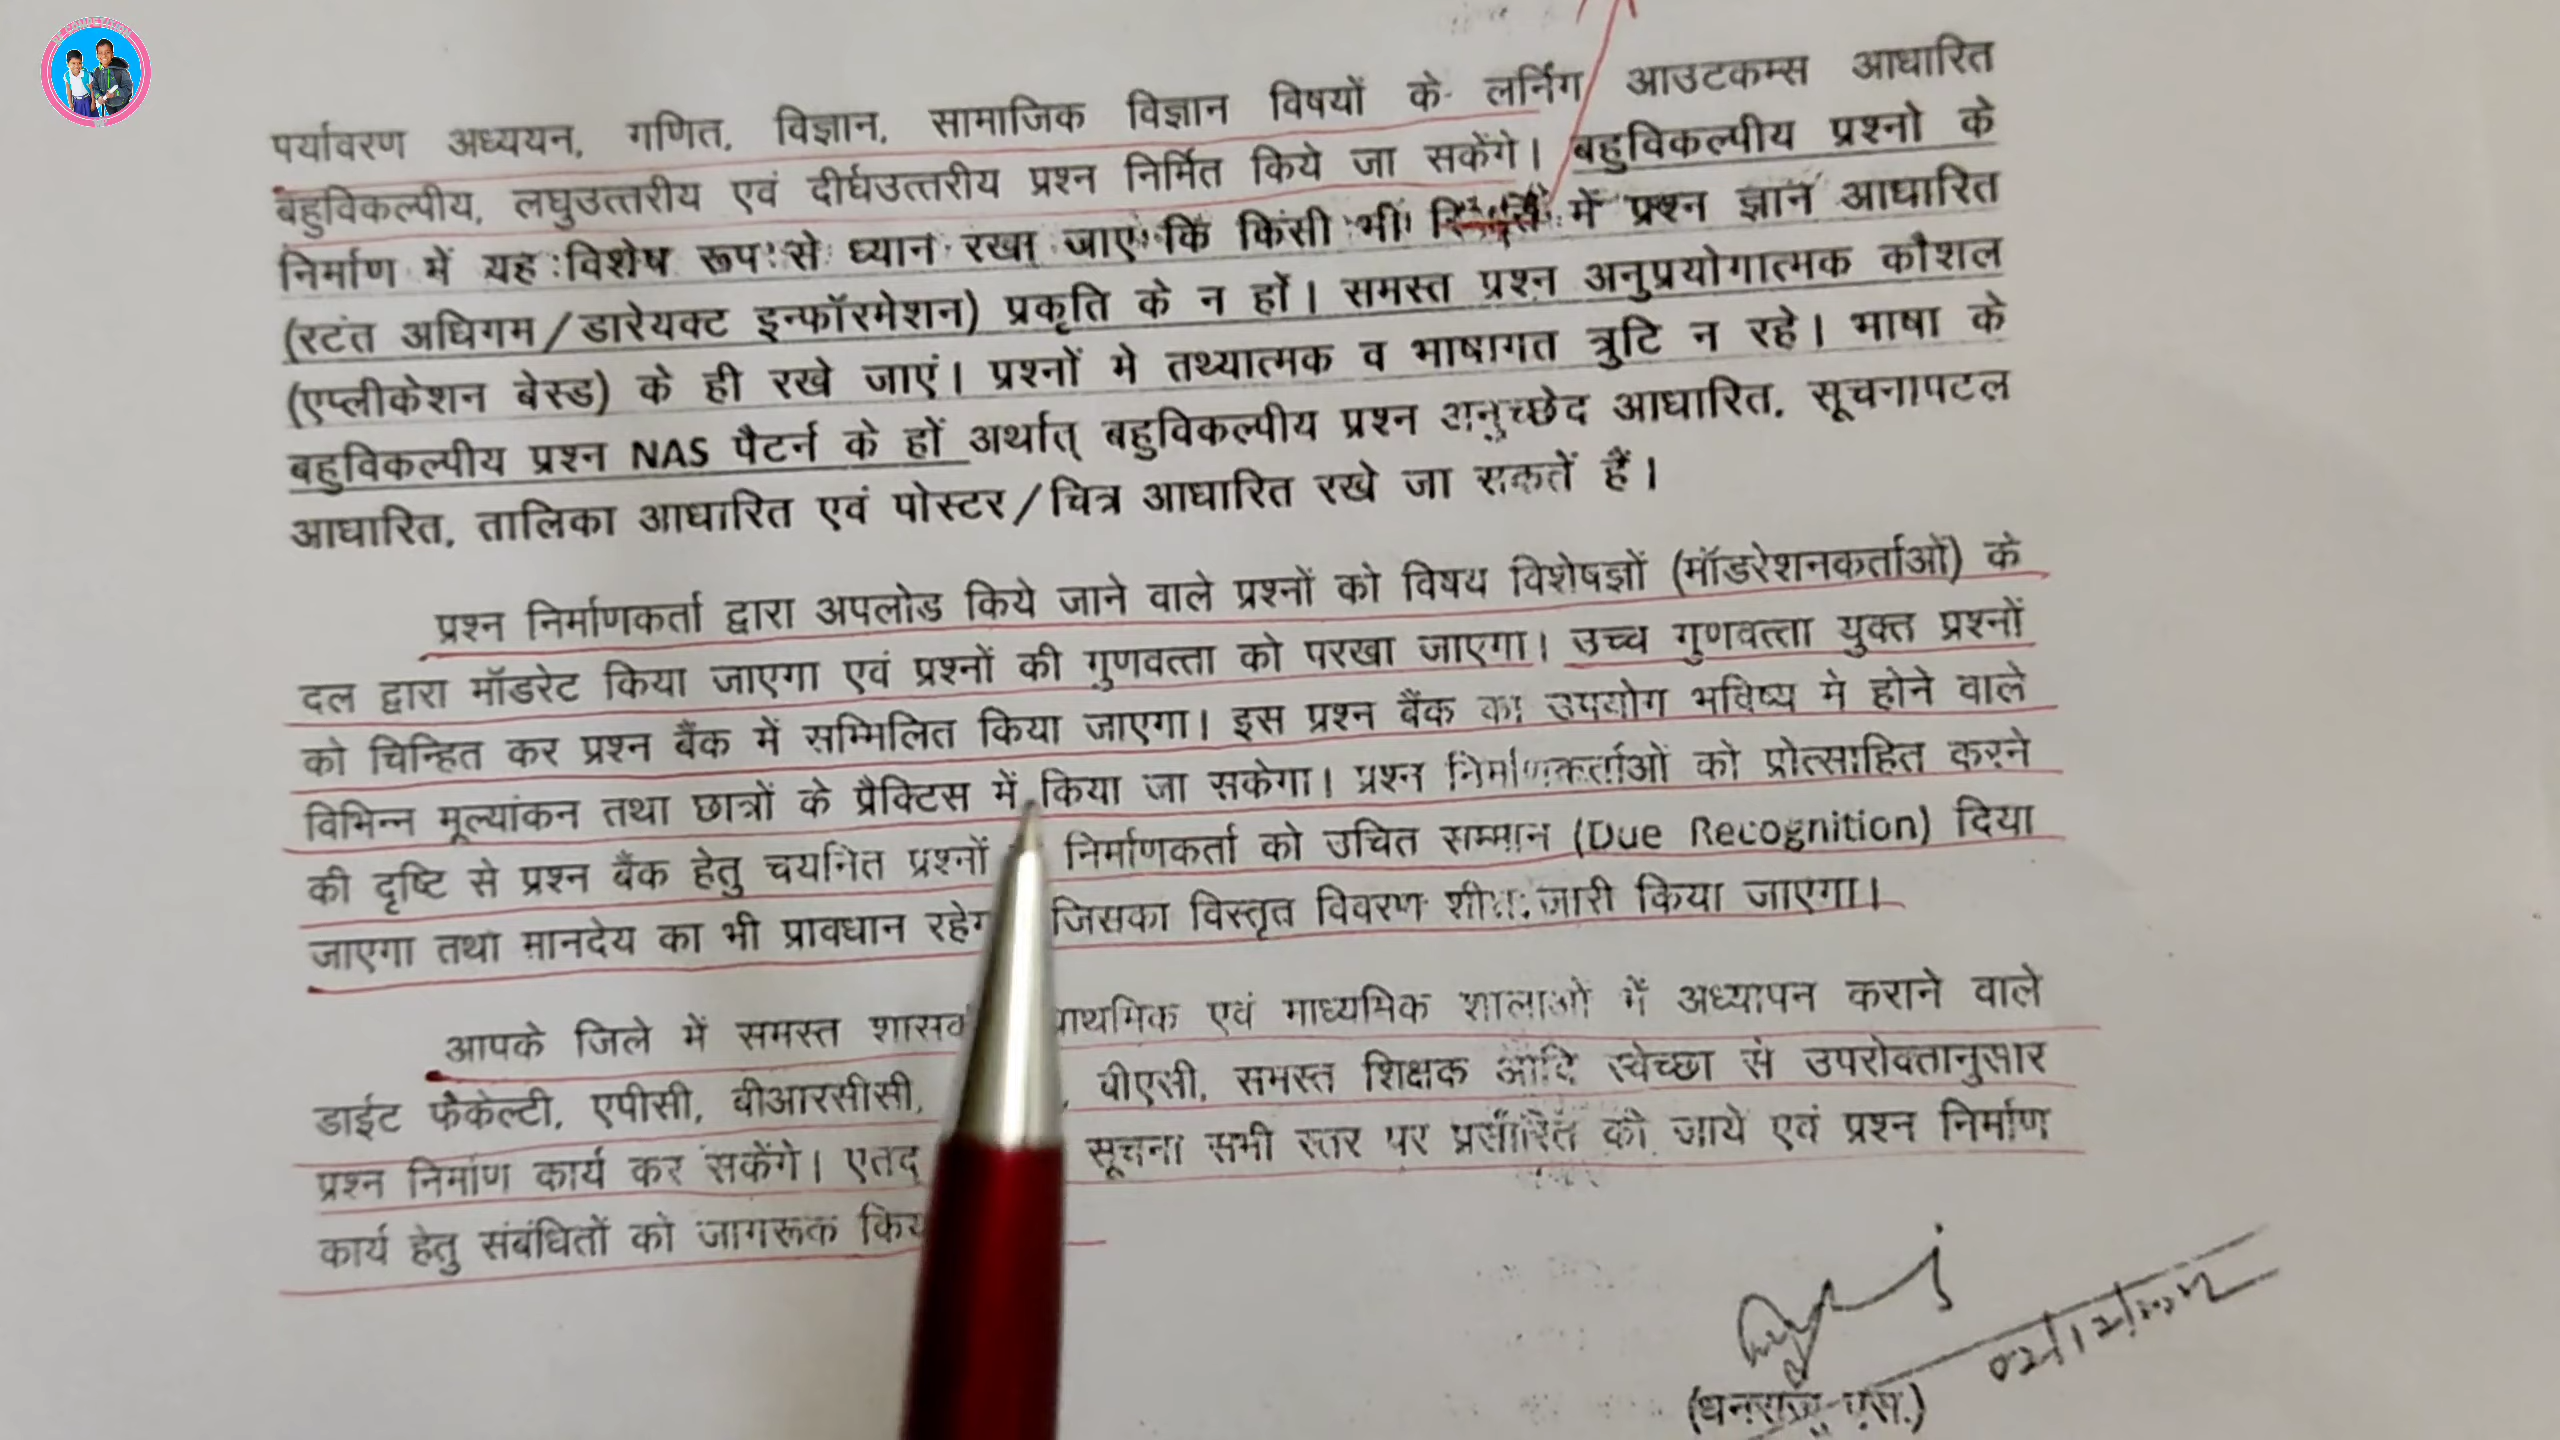 पर्यावरण अध्ययन, गणित, विज्ञान, सामाजिक विज्ञान विषयों के लर्निंग आउटकम्स आधारित
बहुविकल्पीय, लघुउत्तरीय एवं दीर्घउत्तरीय प्रश्न निर्मित किये जा सकेंगे। बहुविकल्पीय प्रश्नो के
निर्माण में यह विशेष रूप से ध्यान रखा जाए कि किसी भी में प्रश्न ज्ञान आधारित
(रटंत अधिगम/डारेयक्ट इन्फॉरमेशन) प्रकृति के न हों। समस्त प्रश्न अनुप्रयोगात्मक कौशल
(एप्लीकेशन बेस्ड) के ही रखे जाएं। प्रश्नों मे तथ्यात्मक व भाषागत त्रुटि न रहे। भाषा के
बहुविकल्पीय प्रश्न NAS पैटर्न के हों अर्थात् बहुविकल्पीय प्रश्न अनुच्छेद आधारित, सूचनापटल
आधारित, तालिका आधारित एवं पोस्टर/चित्र आधारित रखे जा सकतें हैं।
प्रश्न निर्माणकर्ता द्वारा अपलोड किये जाने वाले प्रश्नों को विषय विशेषज्ञों (मॉडरेशनकर्ताओं) के
दल द्वारा मॉडरेट किया जाएगा एवं प्रश्नों की गुणवत्ता को परखा जाएगा। उच्च गुणवत्ता युक्त प्रश्नों
को चिन्हित कर प्रश्न बैंक में सम्मिलित किया जाएगा। इस प्रश्न बैंक का उपयोग भविष्य मे होने वाले
विभिन्न मूल्यांकन तथा छात्रों के प्रैक्टिस में किया जा सकेगा। प्रश्न निर्माणकर्ताओं को प्रोत्साहित करने
की दृष्टि से प्रश्न बैंक हेतु चयनित प्रश्नों निर्माणकर्ता को उचित सम्मान (Due Recognition) दिया
जाएगा तथा मानदेय का भी प्रावधान जिसका विस्तृत विवरण शीघ्र जारी किया जाएगा।
आपके जिले में समस्त एवं माध्यमिक शालाओं में अध्यापन कराने वाले
डाईट फेकेल्टी, एपीसी, बीआरसीसी, बीएसी, समस्त शिक्षक आदि स्वेच्छा से उपरोक्तानुसार
प्रश्न निर्माण कार्य कर सकेंगे। एतद् सूचना सभी स्तर पर प्रसारित की जाये एवं प्रश्न निर्माण
कार्य हेतु संबंधितों को जागरूक
(धनराजू एस.)